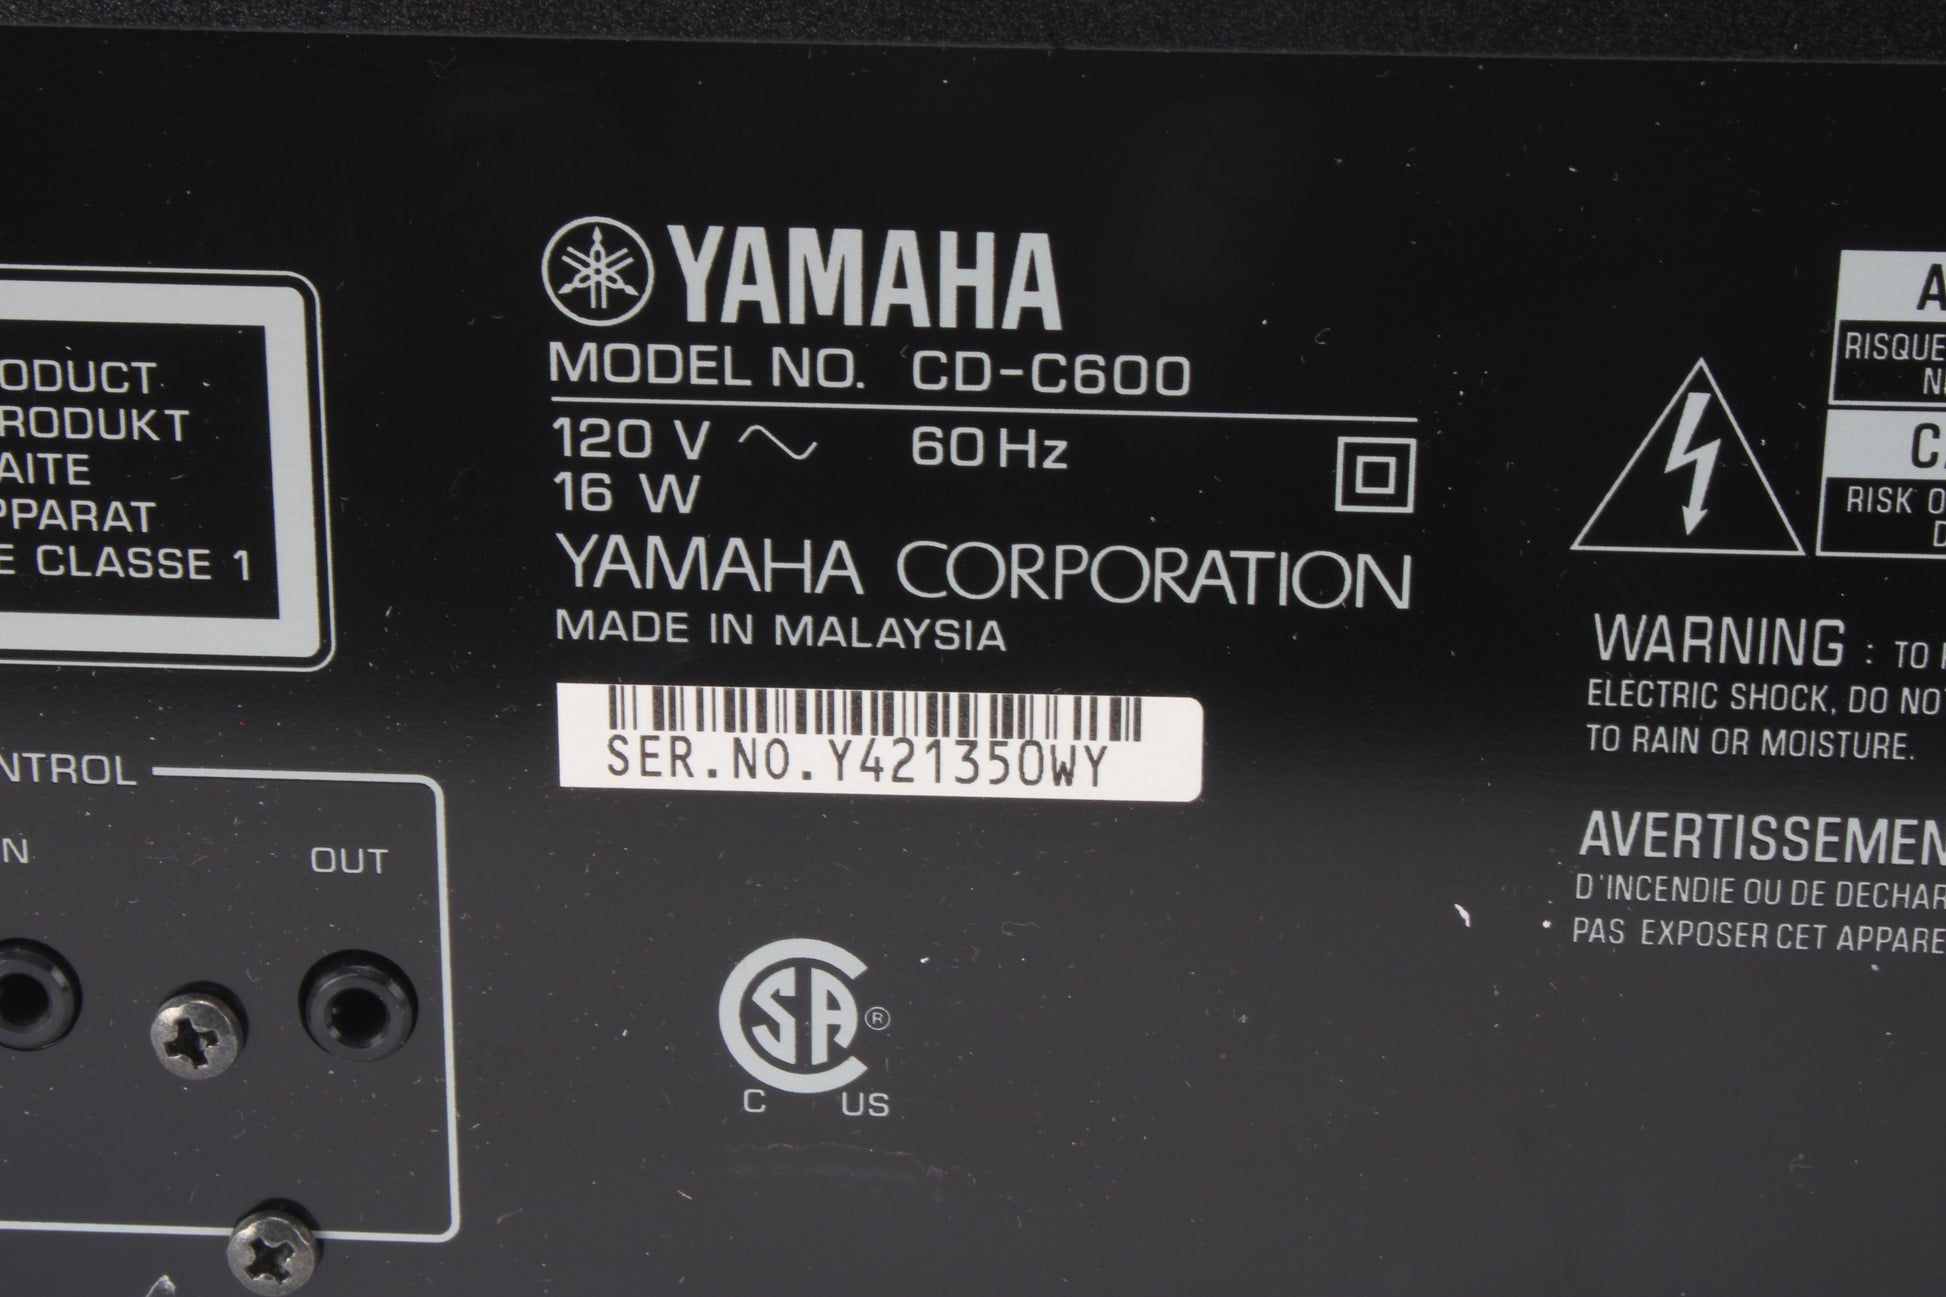 ODUCT
RODUKT
AITE
PPARAT
E CLASSE 1
NTROL
N
OUT
YAMAHA
MODEL NO. CD-C600
120 V ~ 60 Hz
16 W
YAMAHA CORPORATION
MADE IN MALAYSIA
SER.NO.Y421350WY
CSA®
C US
A
RISQUE
N
CA
RISK O
D
WARNING : TO
ELECTRIC SHOCK, DO NOT
TO RAIN OR MOISTURE.
AVERTISSEMEN
D'INCENDIE OU DE DECHAR
PAS EXPOSER CET APPARE